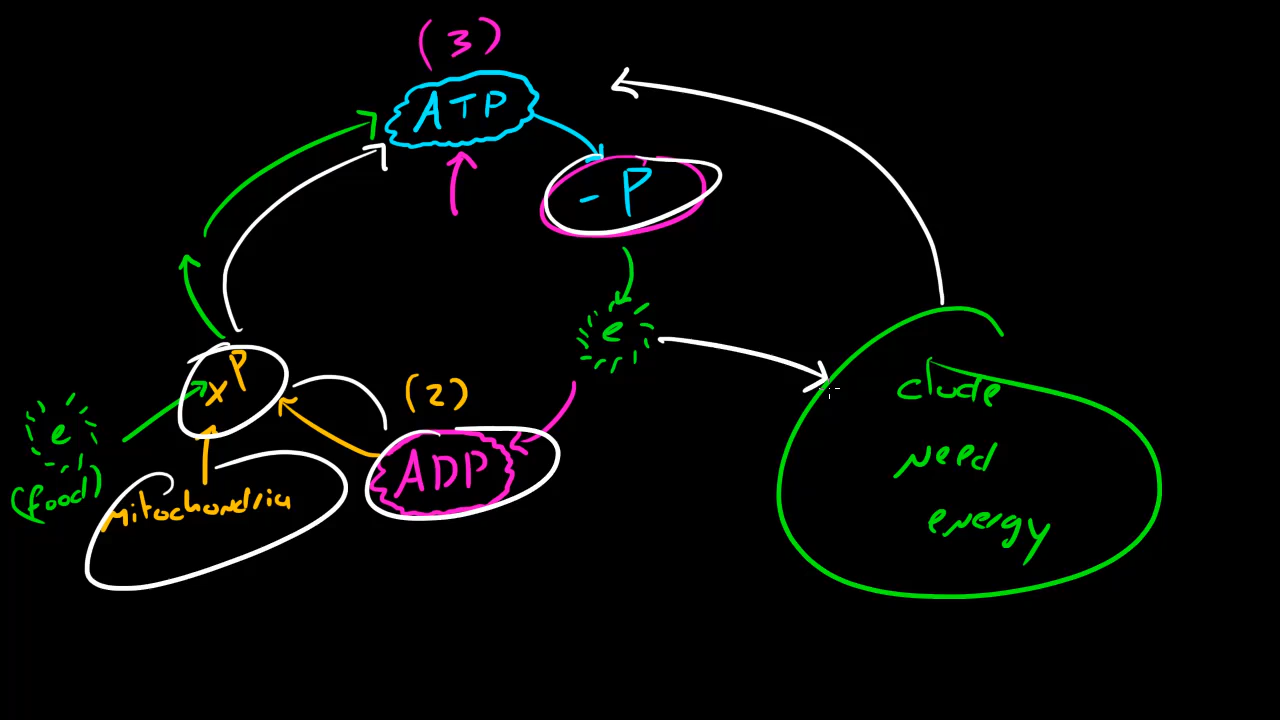 (3)
ATP
- P
e
xP
(2)
e
(food)
mitochondria
ADP
clude
need
energy